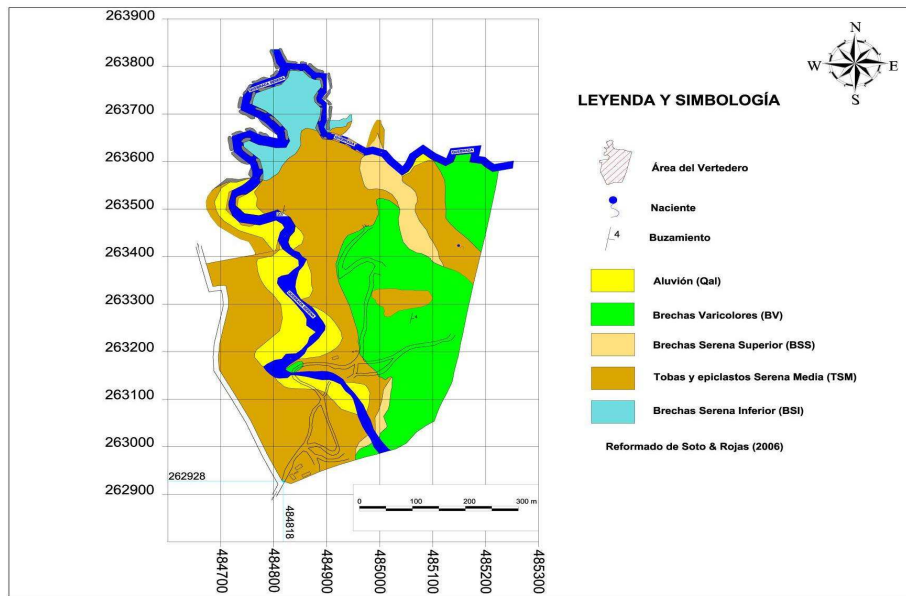 263900
263800
263700
263600
263500
263400
263300
263200
263100
263000
262928
262900
484700
484800
484818
484900
485000
485100
485200
485300
0 100 200 300 m
4
N
W E
S
LEYENDA Y SIMBOLOGÍA
Área del Vertedero
Naciente
4
Buzamiento
Aluvión (Qal)
Brechas Varicolores (BV)
Brechas Serena Superior (BSS)
Tobas y epiclastos Serena Media (TSM)
Brechas Serena Inferior (BSI)
Reformado de Soto & Rojas (2006)